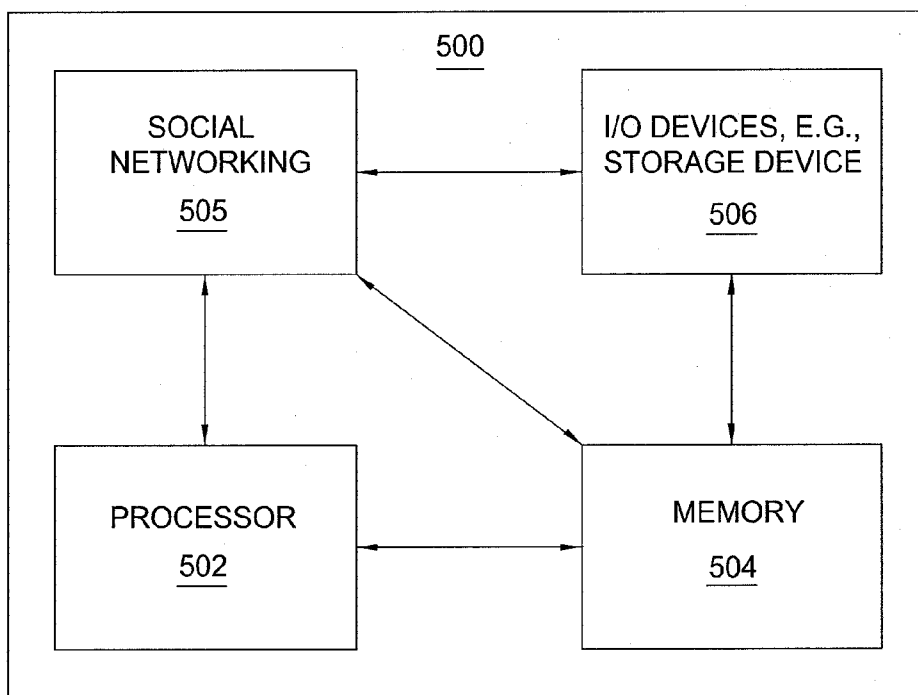 500
SOCIAL
NETWORKING
505
I/O DEVICES, E.G.,
STORAGE DEVICE
506
PROCESSOR
502
MEMORY
504